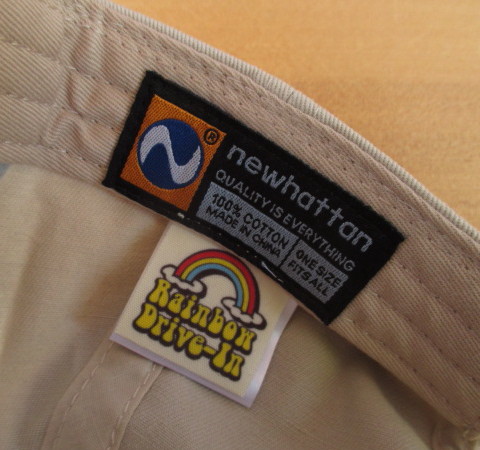 ®
newhattan
QUALITY IS EVERYTHING
100% COTTON
MADE IN CHINA
ONE SIZE
FITS ALL
Rainbow
Drive-In